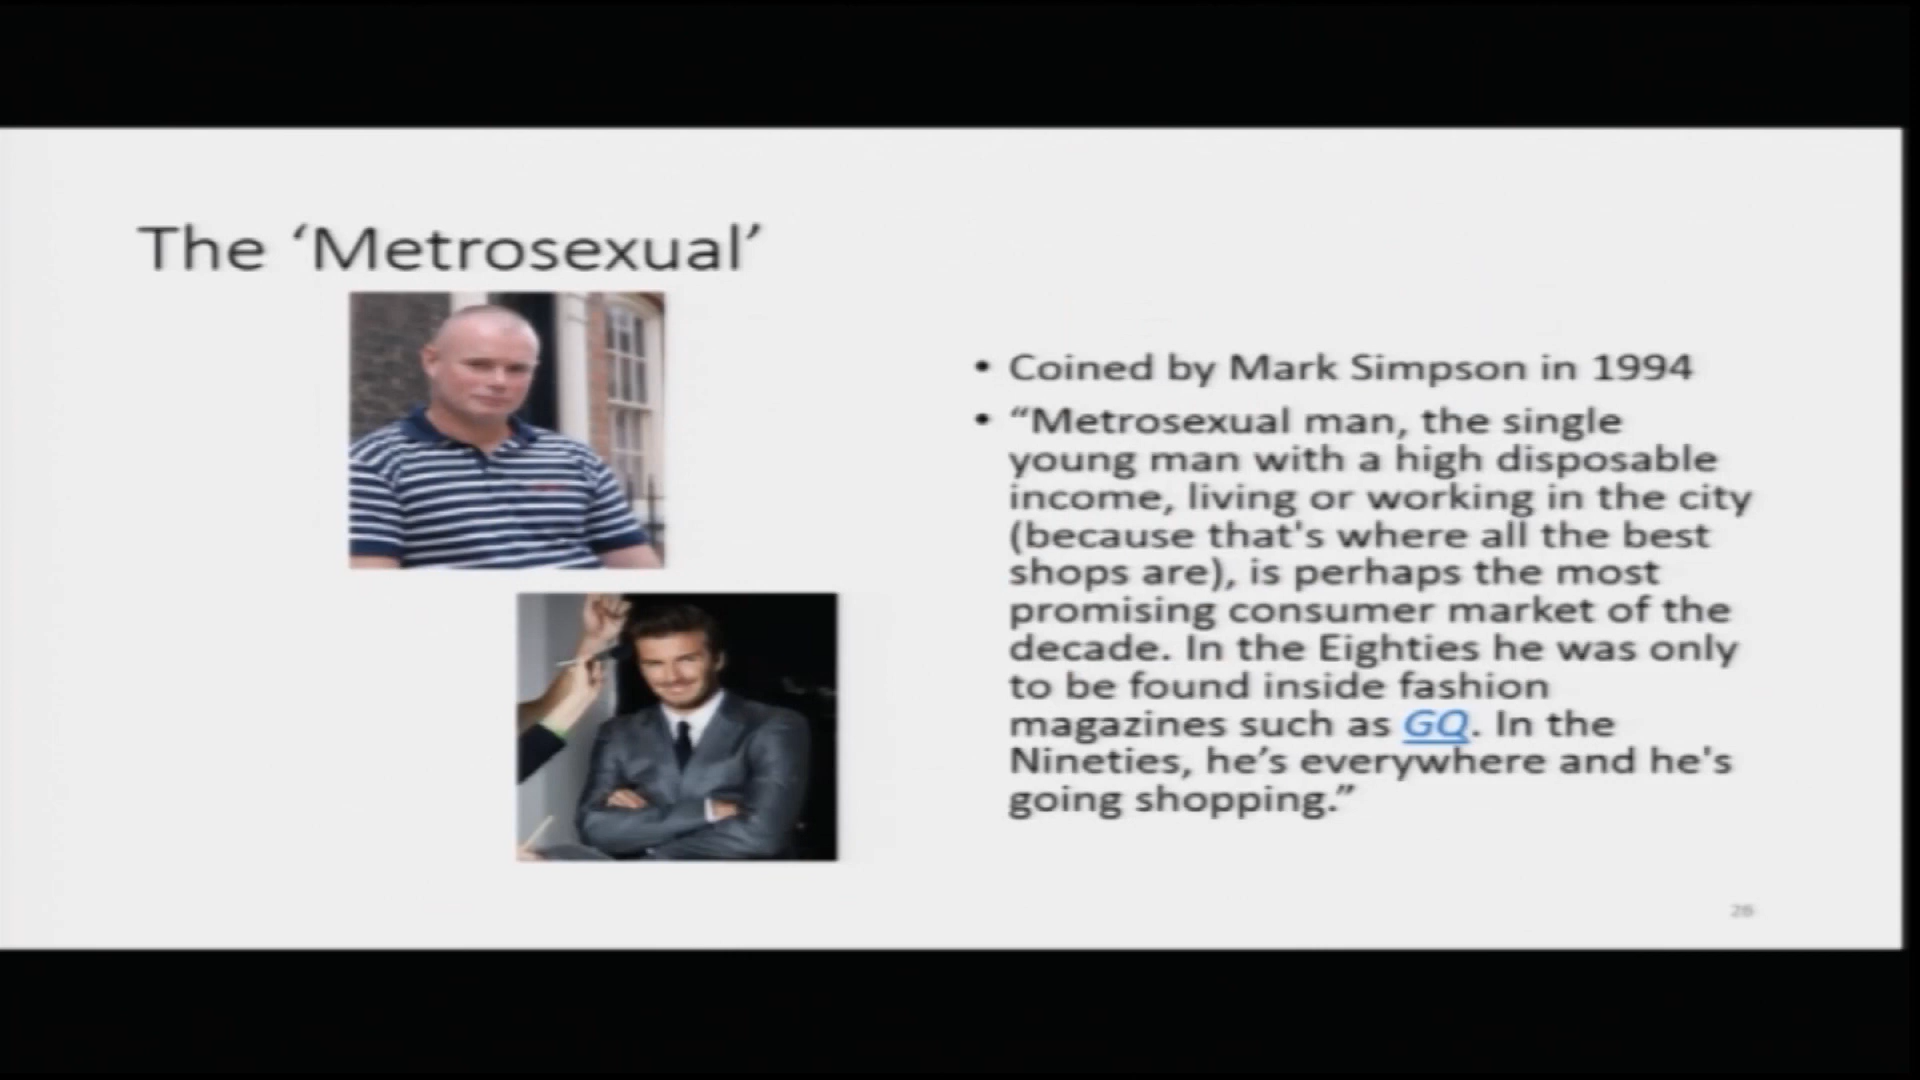 The ‘Metrosexual’
• Coined by Mark Simpson in 1994
• “Metrosexual man, the single
young man with a high disposable
income, living or working in the city
(because that's where all the best
shops are), is perhaps the most
promising consumer market of the
decade. In the Eighties he was only
to be found inside fashion
magazines such as GQ. In the
Nineties, he’s everywhere and he's
going shopping.”